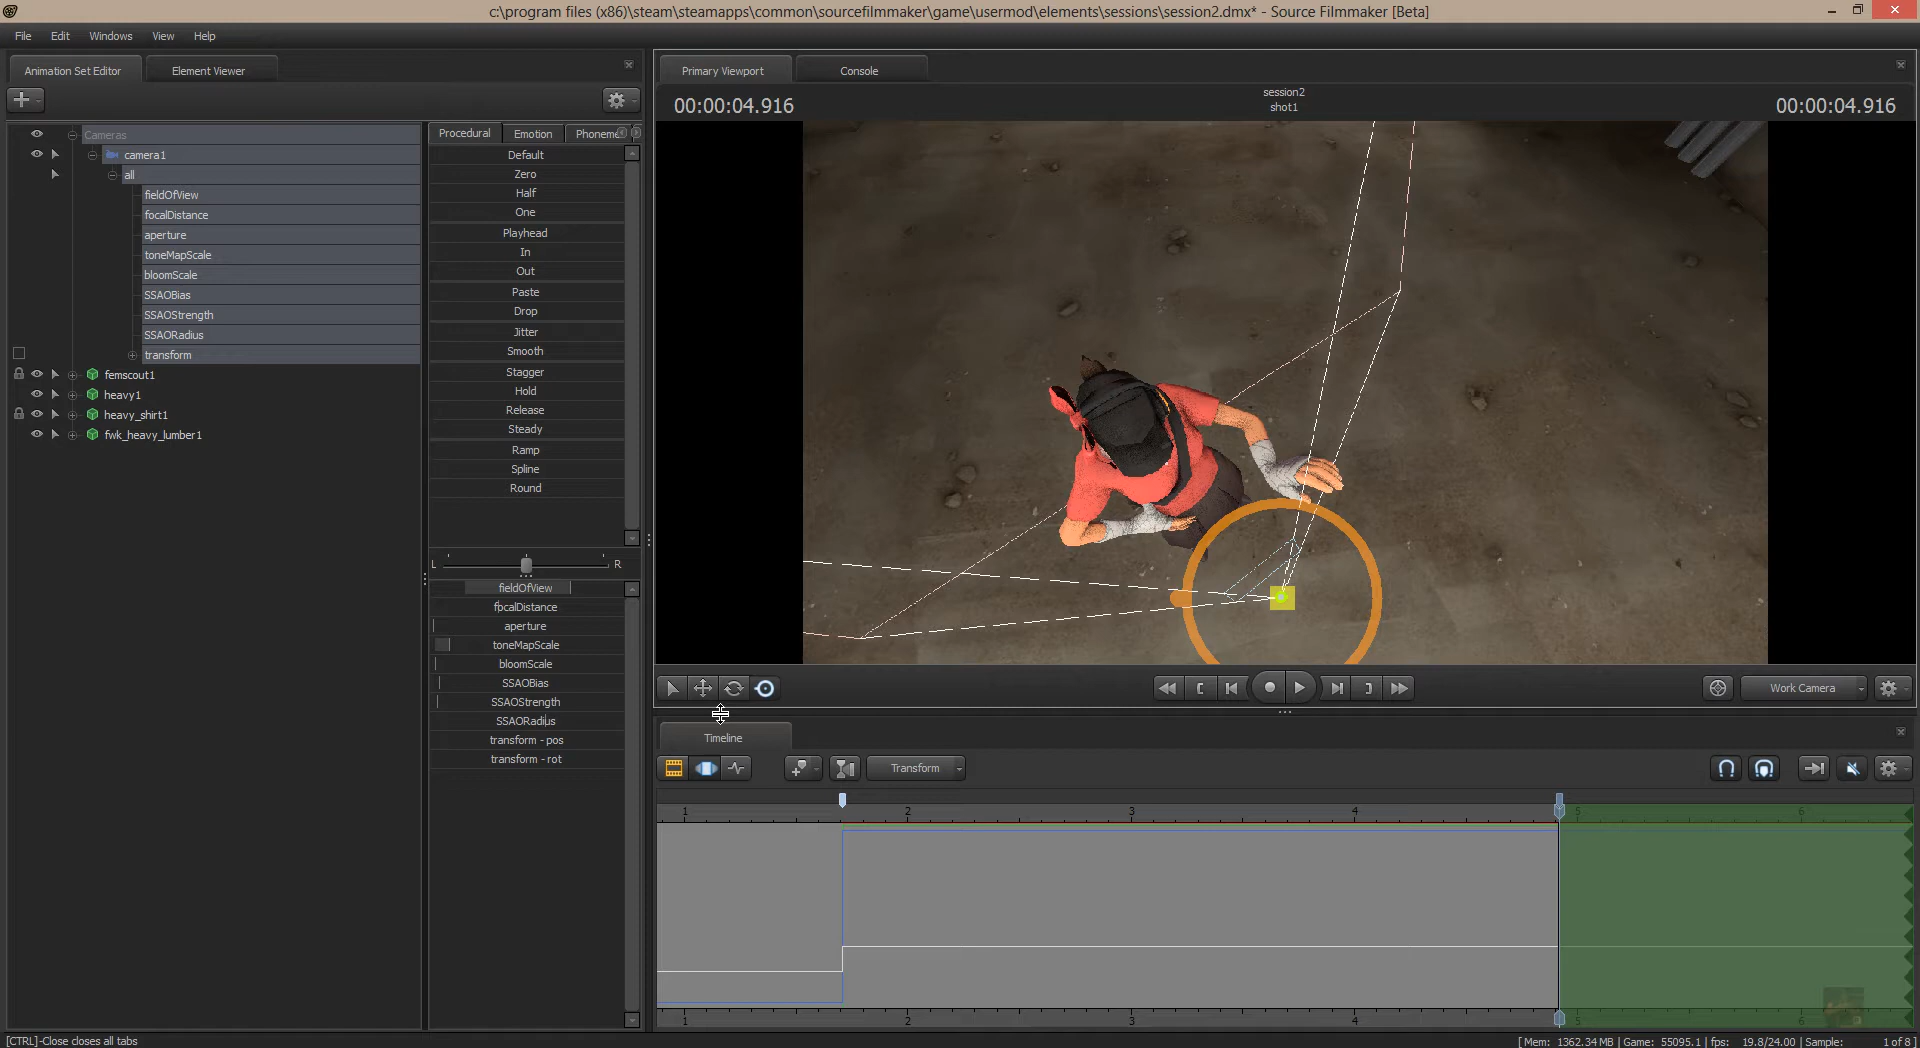 c:\program files (x86)\steam\steamapps\common\sourcefilmmaker\game\usermod\elements\sessions\session2.dmx* - Source Filmmaker [Beta]
File Edit Windows View Help
Animation Set Editor Element Viewer
Cameras
camera1
all
fieldOfView
focalDistance
aperture
toneMapScale
bloomScale
SSAOBias
SSAOStrength
SSAORadius
transform
femscout1
heavy1
heavy_shirt1
fwk_heavy_lumber1
Procedural Emotion Phoneme
Default
Zero
Half
One
Playhead
In
Out
Paste
Drop
Jitter
Smooth
Stagger
Hold
Release
Steady
Ramp
Spline
Round
L R
fieldOfView
focalDistance
aperture
toneMapScale
bloomScale
SSAOBias
SSAOStrength
SSAORadius
transform - pos
transform - rot
Primary Viewport Console
00:00:04.916
session2
shot1
00:00:04.916
Work Camera
Timeline
Transform
1 2 3 4 5 6
1 2 3 4 5 6
[CTRL]-Close closes all tabs
[ Mem: 1362.34 MB | Game: 55095.1 | fps: 19.8/24.00 | Sample: 1 of 8 ]